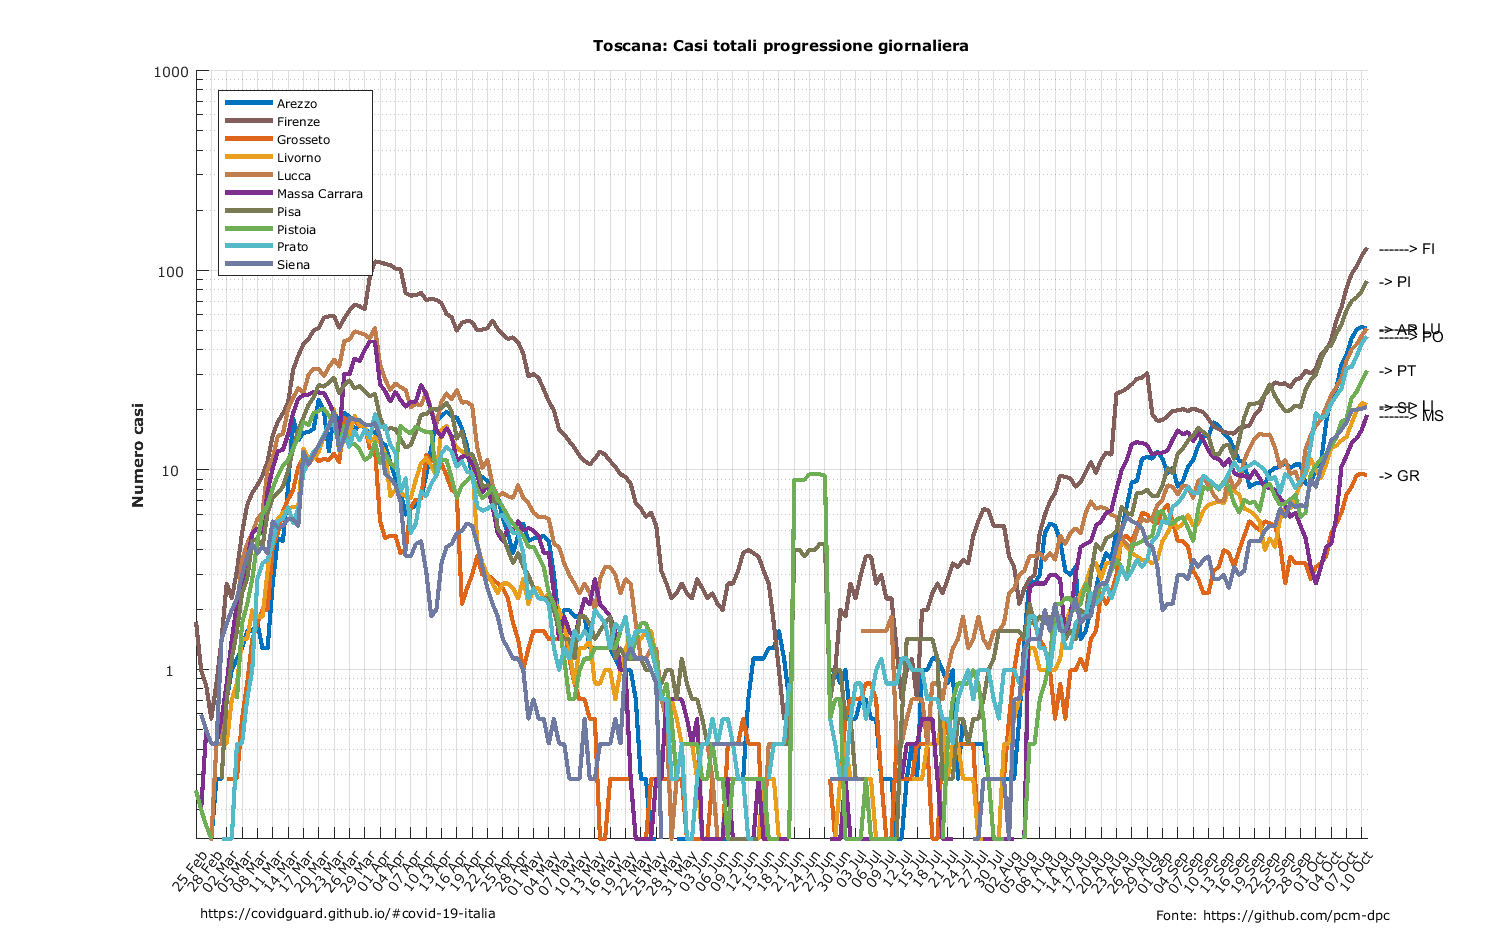 Toscana: Casi totali progressione giornaliera
1000
100
10
1
Numero casi
Arezzo
Firenze
Grosseto
Livorno
Lucca
Massa Carrara
Pisa
Pistoia
Prato
Siena
------> FI
-> PI
-> AR
LU
------> PO
-> PT
-> SI
LI
------> MS
-> GR
25 Feb
28 Feb
02 Mar
05 Mar
08 Mar
11 Mar
14 Mar
17 Mar
20 Mar
23 Mar
26 Mar
29 Mar
01 Apr
04 Apr
07 Apr
10 Apr
13 Apr
16 Apr
19 Apr
22 Apr
25 Apr
28 Apr
01 May
04 May
07 May
10 May
13 May
16 May
19 May
22 May
25 May
28 May
31 May
03 Jun
06 Jun
09 Jun
12 Jun
15 Jun
18 Jun
21 Jun
24 Jun
27 Jun
30 Jun
03 Jul
06 Jul
09 Jul
12 Jul
15 Jul
18 Jul
21 Jul
24 Jul
27 Jul
30 Jul
02 Aug
05 Aug
08 Aug
11 Aug
14 Aug
17 Aug
20 Aug
23 Aug
26 Aug
29 Aug
01 Sep
04 Sep
07 Sep
10 Sep
13 Sep
16 Sep
19 Sep
22 Sep
25 Sep
28 Sep
01 Oct
04 Oct
07 Oct
10 Oct
https://covidguard.github.io/#covid-19-italia
Fonte: https://github.com/pcm-dpc